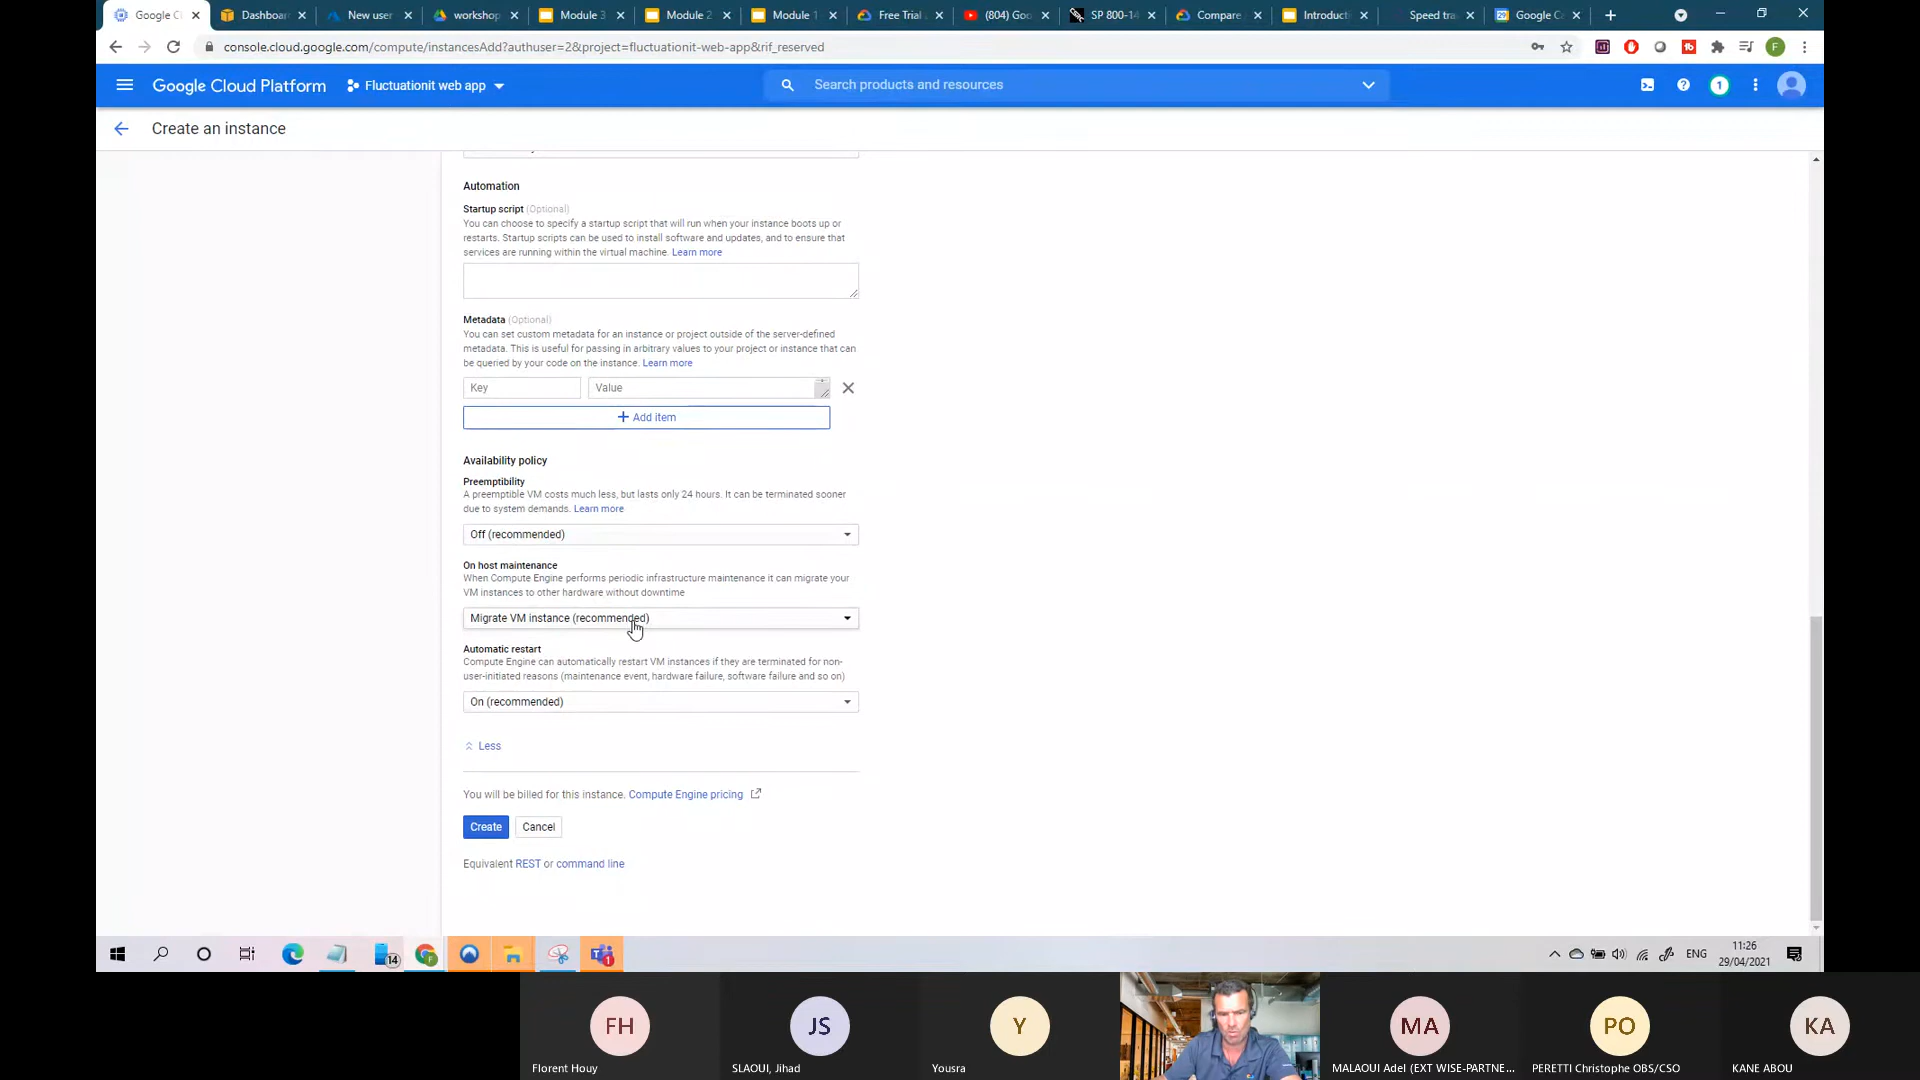 Google C
Dashboar
New user
workshop
Module 3
Module 2
Module 1
Free Trial
(804) Goo
SP 800-14
Compare
Introduct
Speed tra
Google C
console.cloud.google.com/compute/instancesAdd?authuser=2&project=fluctuationit-web-app&rif_reserved
F
Google Cloud Platform
Fluctuationit web app
Search products and resources
1
Create an instance
Automation
Startup script (Optional)
You can choose to specify a startup script that will run when your instance boots up or
restarts. Startup scripts can be used to install software and updates, and to ensure that
services are running within the virtual machine. Learn more
Metadata (Optional)
You can set custom metadata for an instance or project outside of the server-defined
metadata. This is useful for passing in arbitrary values to your project or instance that can
be queried by your code on the instance. Learn more
Key
Value
+ Add item
Availability policy
Preemptibility
A preemptible VM costs much less, but lasts only 24 hours. It can be terminated sooner
due to system demands. Learn more
Off (recommended)
On host maintenance
When Compute Engine performs periodic infrastructure maintenance it can migrate your
VM instances to other hardware without downtime
Migrate VM instance (recommended)
Automatic restart
Compute Engine can automatically restart VM instances if they are terminated for non-
user-initiated reasons (maintenance event, hardware failure, software failure and so on)
On (recommended)
Less
You will be billed for this instance. Compute Engine pricing
Create
Cancel
Equivalent REST or command line
14
1
ENG
11:26
29/04/2021
FH
JS
Y
MA
PO
KA
Florent Houy
SLAOUI, Jihad
Yousra
MALAOUI Adel (EXT WISE-PARTNE...
PERETTI Christophe OBS/CSO
KANE ABOU